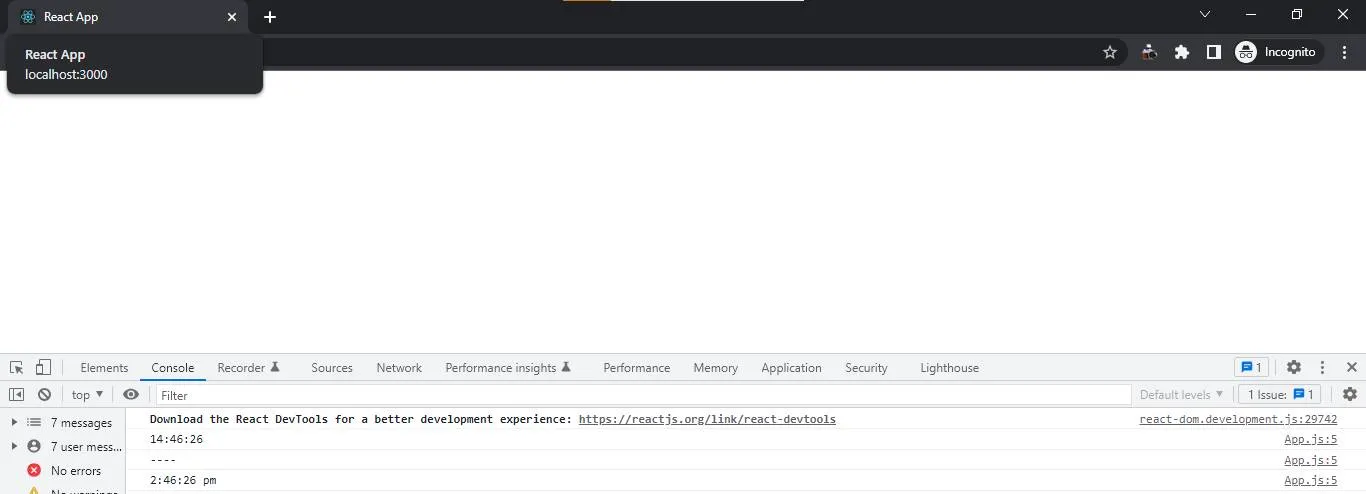 React App
React App
localhost:3000
Incognito
Elements Console Recorder Sources Network Performance insights Performance Memory Application Security Lighthouse 1
top Filter Default levels 1 Issue: 1
7 messages
7 user mess...
No errors
No warnings
Download the React DevTools for a better development experience: https://reactjs.org/link/react-devtools react-dom.development.js:29742
14:46:26 App.js:5
---- App.js:5
2:46:26 pm App.js:5